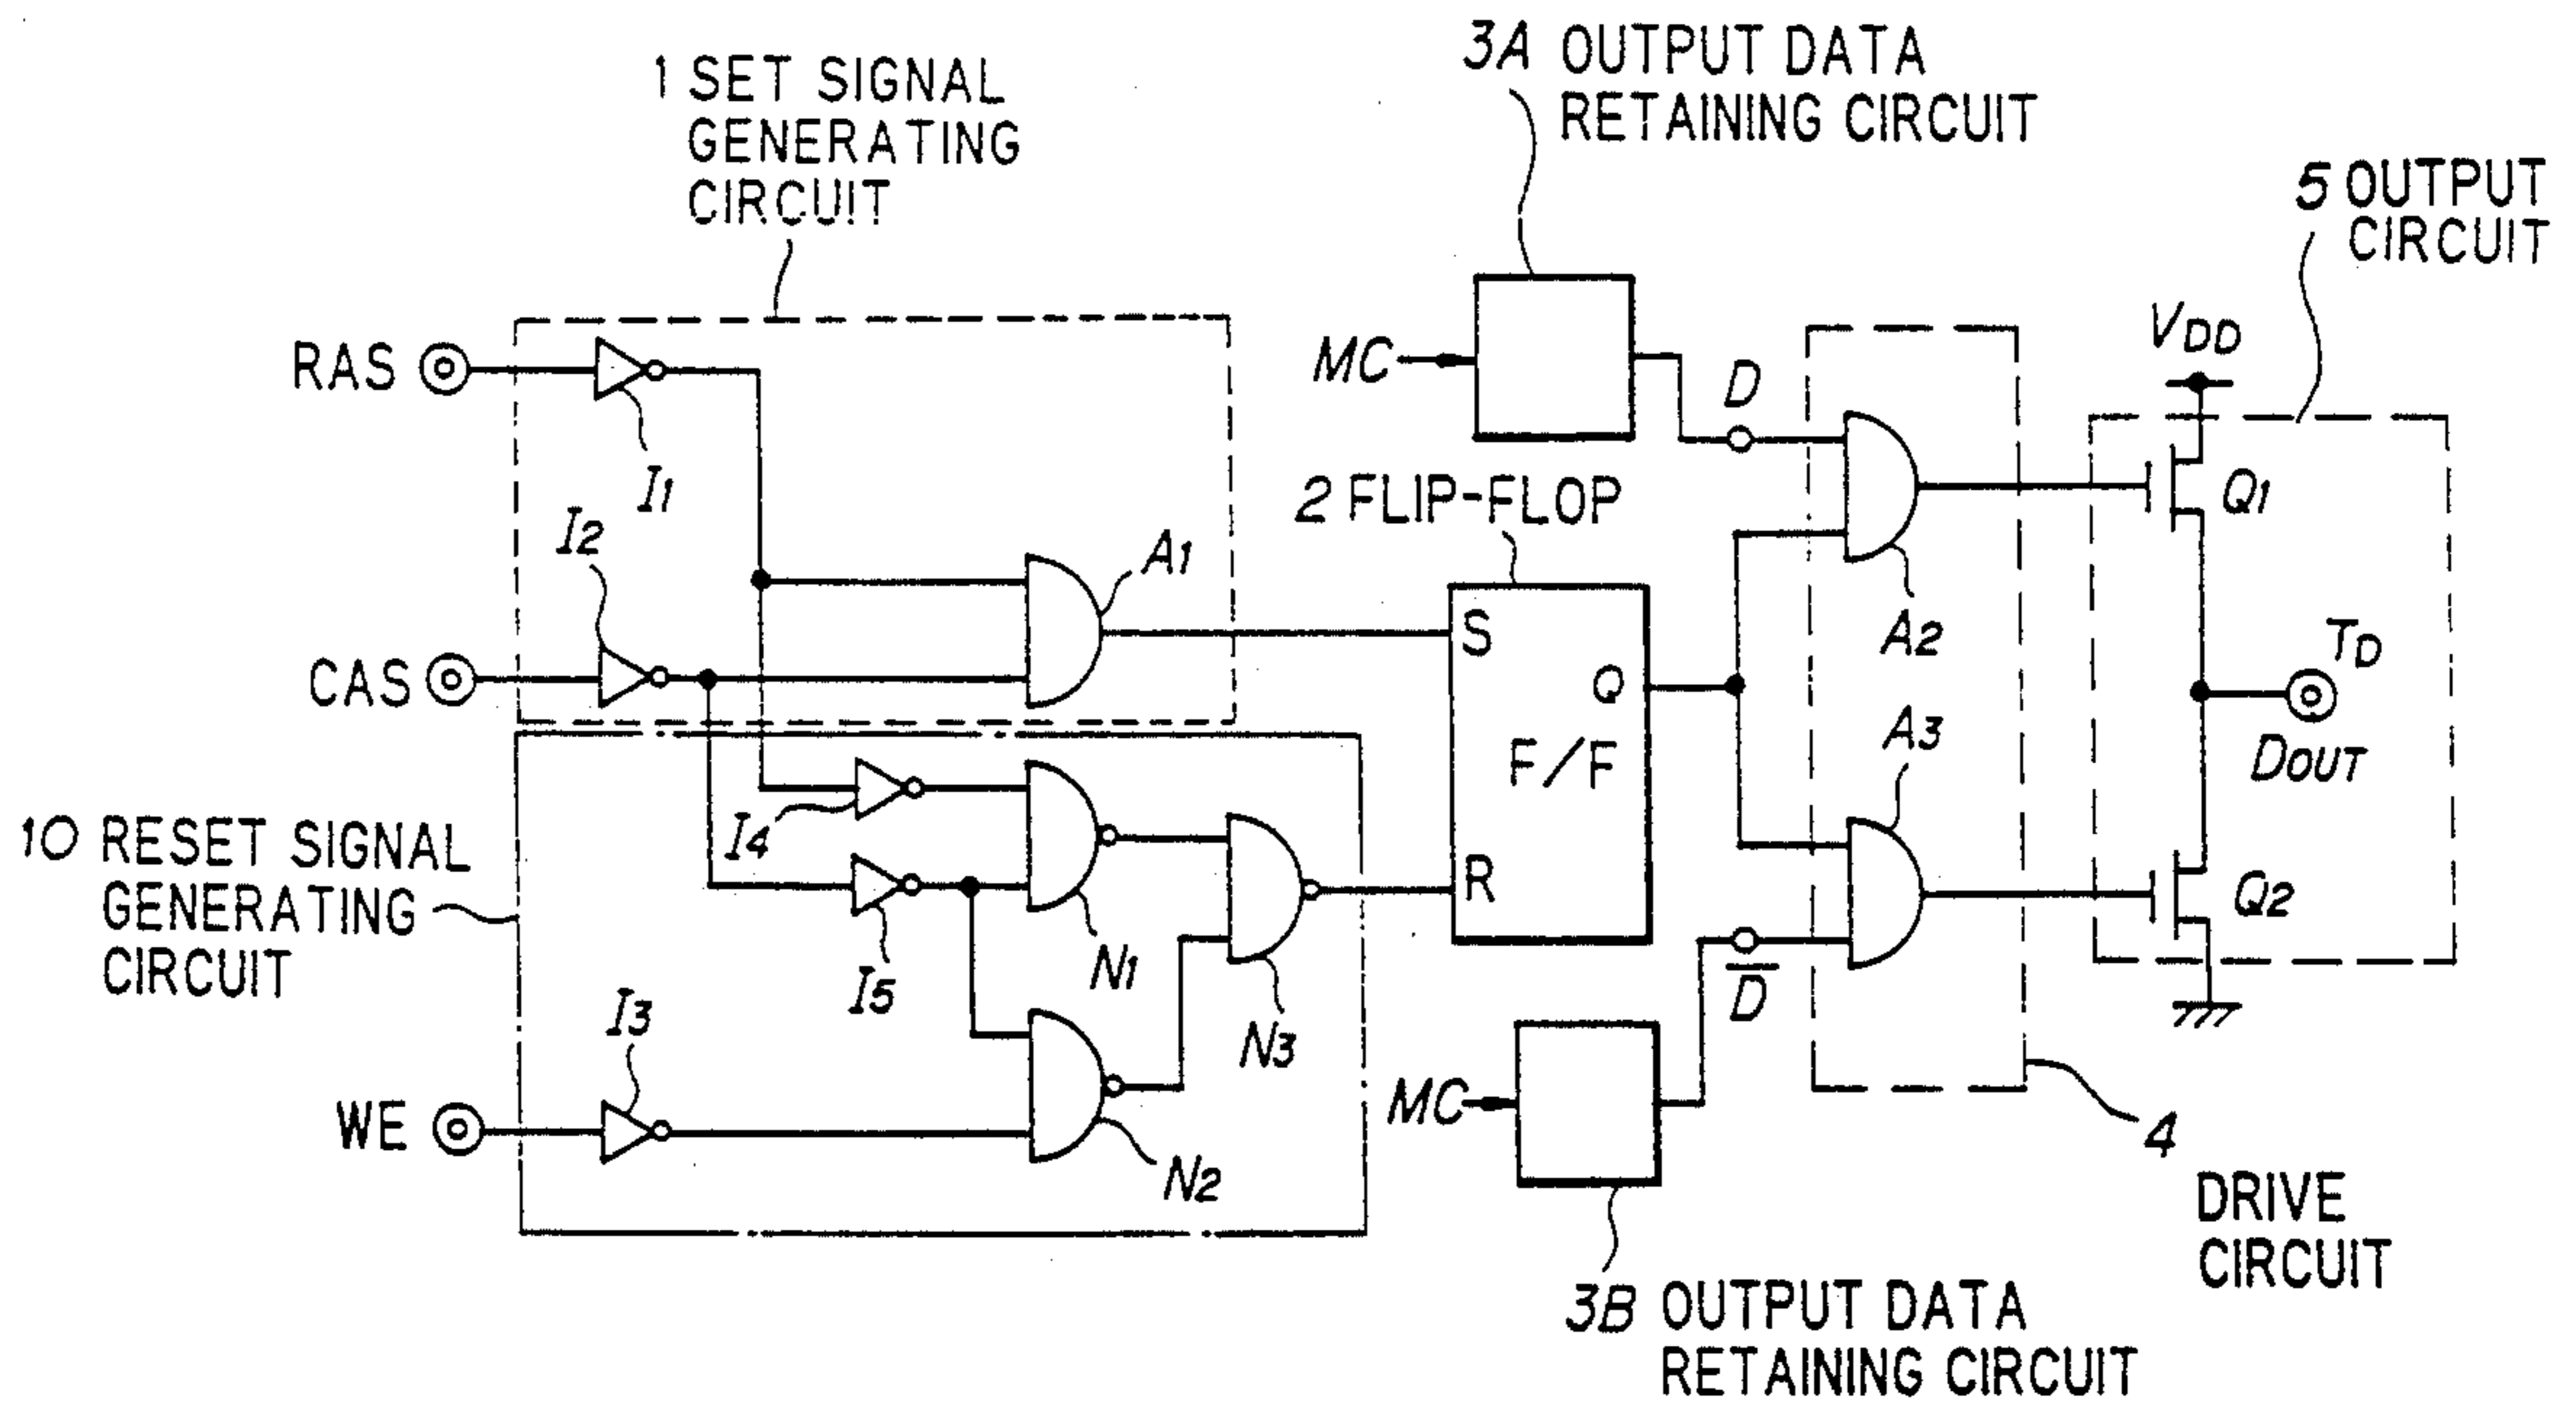 1 SET SIGNAL
GENERATING
CIRCUIT
3A OUTPUT DATA
RETAINING CIRCUIT
5 OUTPUT
CIRCUIT
RAS
I1
I2
CAS
A1
MC
D
2 FLIP-FLOP
S
Q
F/F
R
A2
A3
VDD
Q1
TD
DOUT
Q2
10 RESET SIGNAL
GENERATING
CIRCUIT
I4
I5
N1
N3
I3
WE
N2
D̅
MC
4
DRIVE
CIRCUIT
3B OUTPUT DATA
RETAINING CIRCUIT